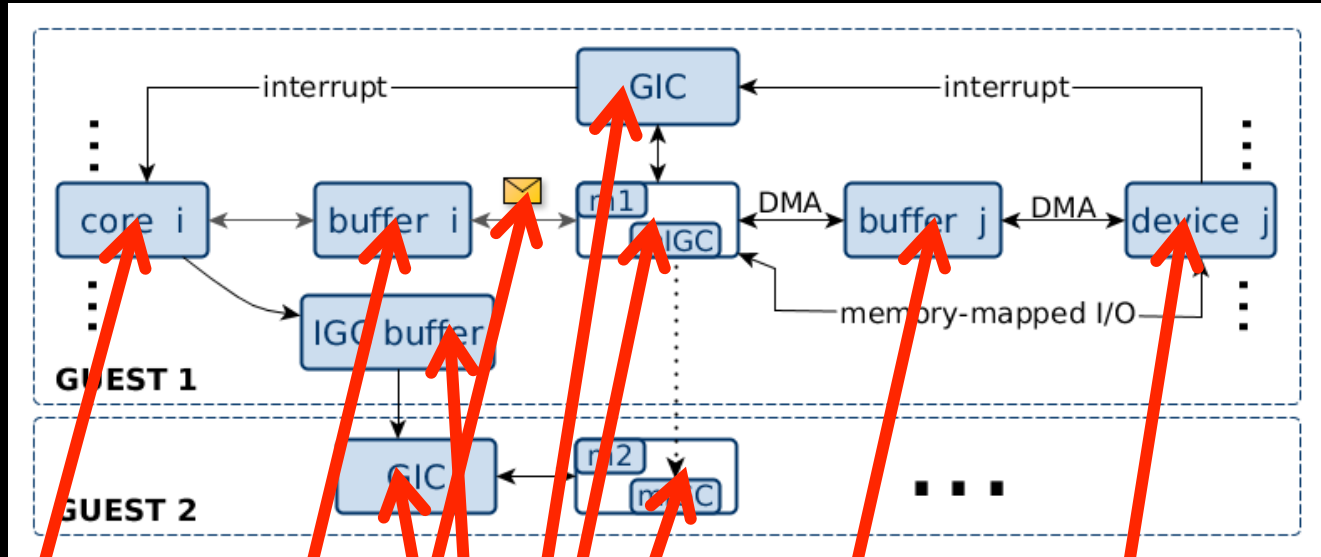 GIC
interrupt
interrupt
core i
buffer i
m1
IGC
DMA
buffer j
DMA
device j
IGC buffer
memory-mapped I/O
GUEST 1
GIC
m2
GUEST 2